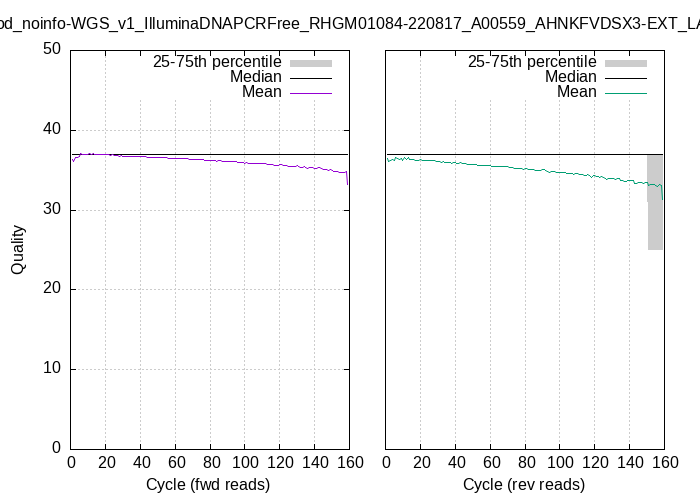 od_noinfo-WGS_v1_IlluminaDNAPCRFree_RHGM01084-220817_A00559_AHNKFVDSX3-EXT_LA
50
40
30
20
10
0
Quality
25-75th percentile
Median
Mean
0 20 40 60 80 100 120 140 160
Cycle (fwd reads)
25-75th percentile
Median
Mean
0 20 40 60 80 100 120 140 160
Cycle (rev reads)